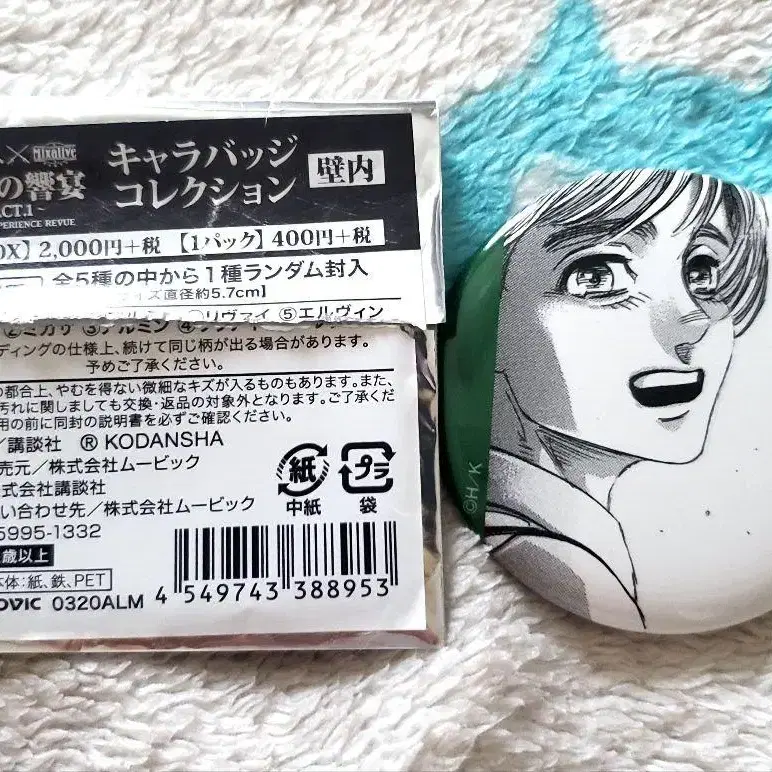 × Mixalive
の響宴
ACT.1
XPERIENCE REVUE
キャラバッジ
コレクション
壁内
OX】2,000円+税 【1パック】400円+税
全5種の中から1種ランダム封入
イズ直径約5.7cm】
②ミカサ ③アルミン ④リヴァイ ⑤エルヴィン
ディングの仕様上、続けて同じ柄が出る場合があります。
予めご了承ください。
の都合上、やむを得ない微細なキズが入るものもあります。また、
汚れに関しましても交換・返品の対象外となります。ご了承くだ
用の前に同封の説明書を必ずご確認ください。
/講談社 Ⓡ KODANSHA
売元/株式会社ムービック
式会社講談社
い合わせ先/株式会社ムービック
5995-1332
歳以上
本体:紙、鉄、PET
OVIC 0320ALM
紙
中紙
プラ
袋
4 549743 388953
©H/K